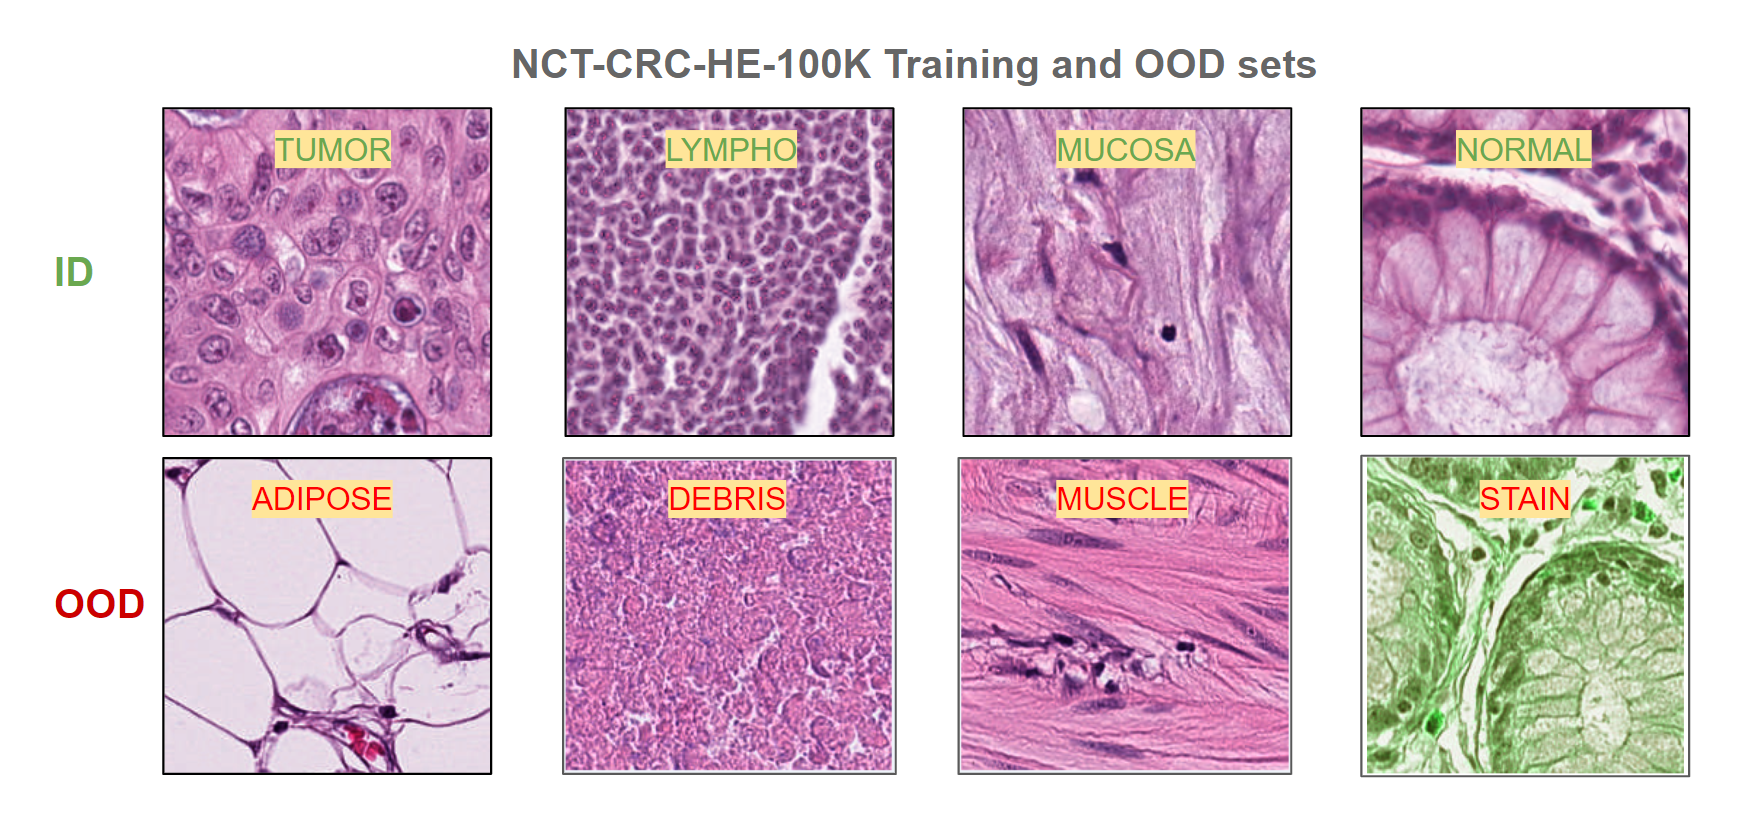 NCT-CRC-HE-100K Training and OOD sets
TUMOR
LYMPHO
MUCOSA
NORMAL
ID
ADIPOSE
DEBRIS
MUSCLE
STAIN
OOD